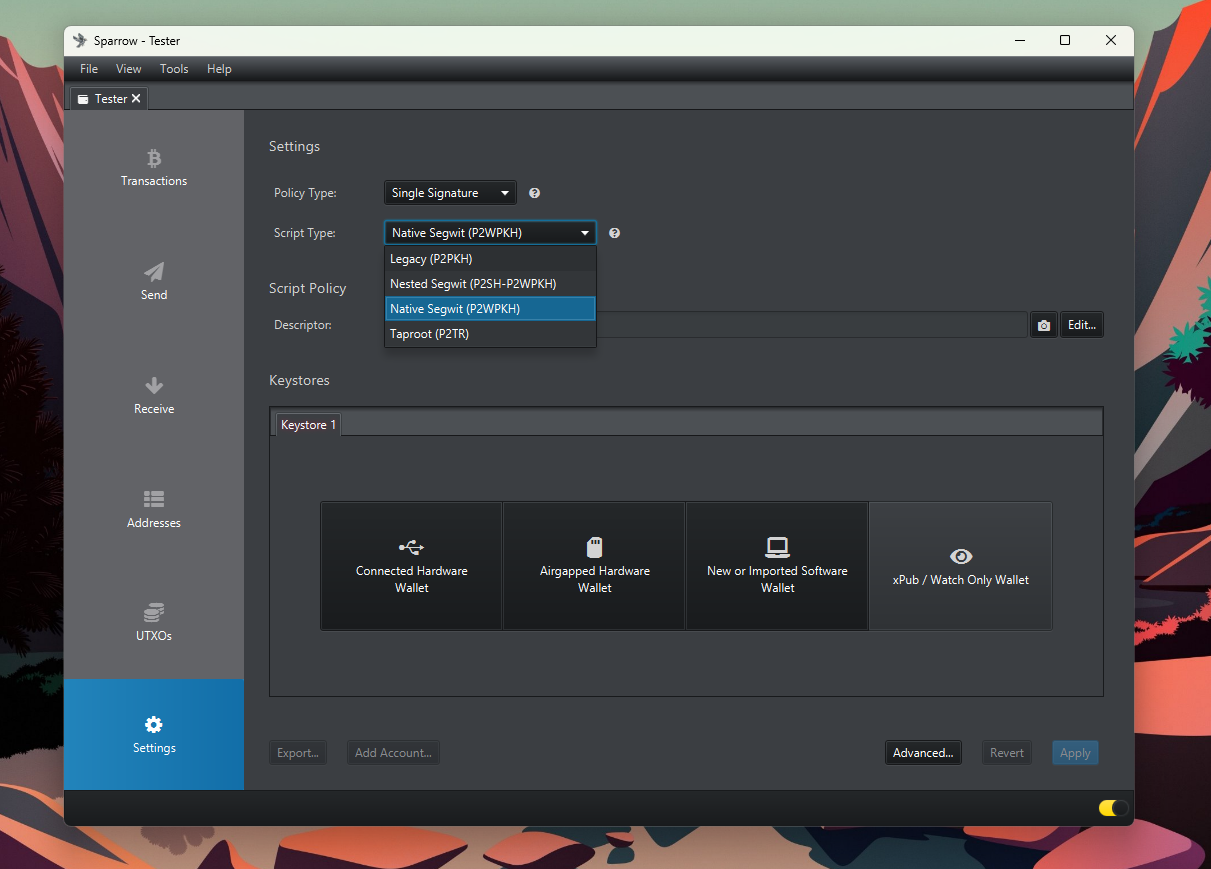 Sparrow - Tester
File View Tools Help
Tester
Transactions
Send
Receive
Addresses
UTXOs
Settings
Settings
Policy Type: Single Signature
Script Type: Native Segwit (P2WPKH)
Legacy (P2PKH)
Nested Segwit (P2SH-P2WPKH)
Native Segwit (P2WPKH)
Taproot (P2TR)
Script Policy
Descriptor: Edit...
Keystores
Keystore 1
Connected Hardware
Wallet
Airgapped Hardware
Wallet
New or Imported Software
Wallet
xPub / Watch Only Wallet
Export... Add Account... Advanced... Revert Apply